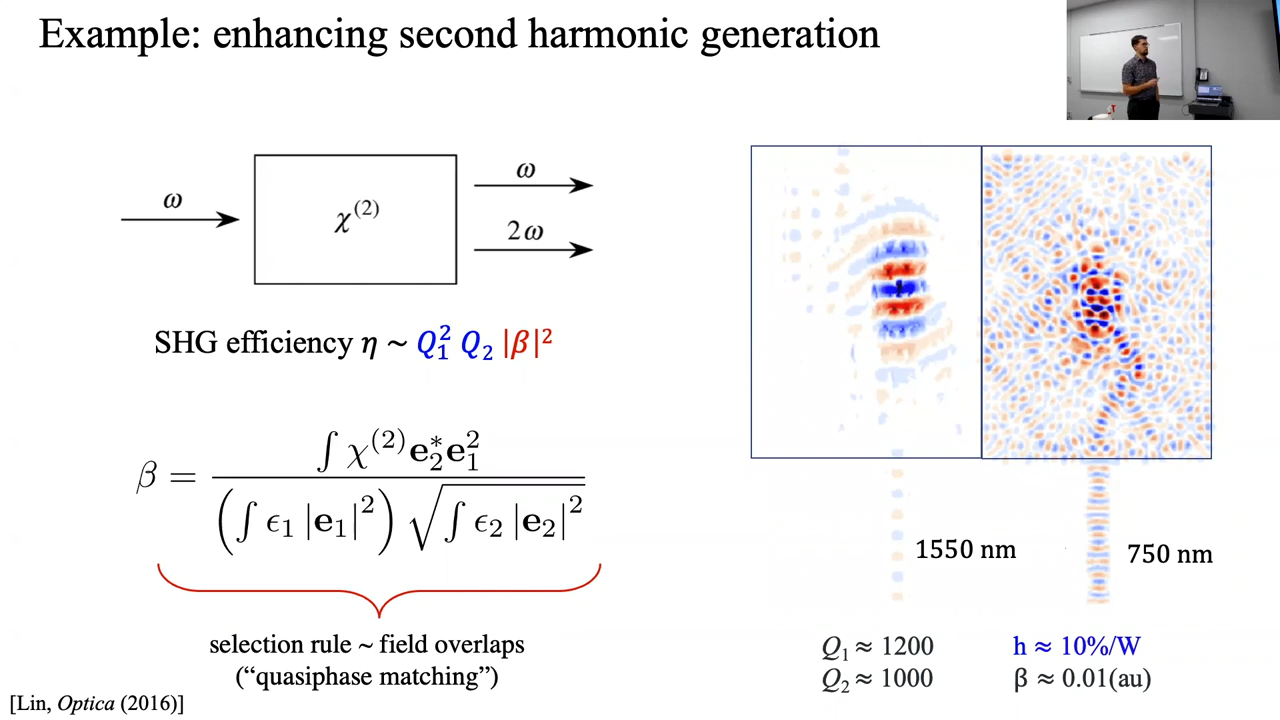 Example: enhancing second harmonic generation
ω
χ(2)
ω
2ω
SHG efficiency η ~ Q₁² Q₂ |β|²
β = ∫ χ(2) e₂* e₁² / (∫ ϵ₁ |e₁|²) √∫ ϵ₂ |e₂|²
selection rule ~ field overlaps
(“quasiphase matching”)
[Lin, Optica (2016)]
1550 nm
750 nm
Q₁ ≈ 1200
h ≈ 10%/W
Q₂ ≈ 1000
β ≈ 0.01(au)